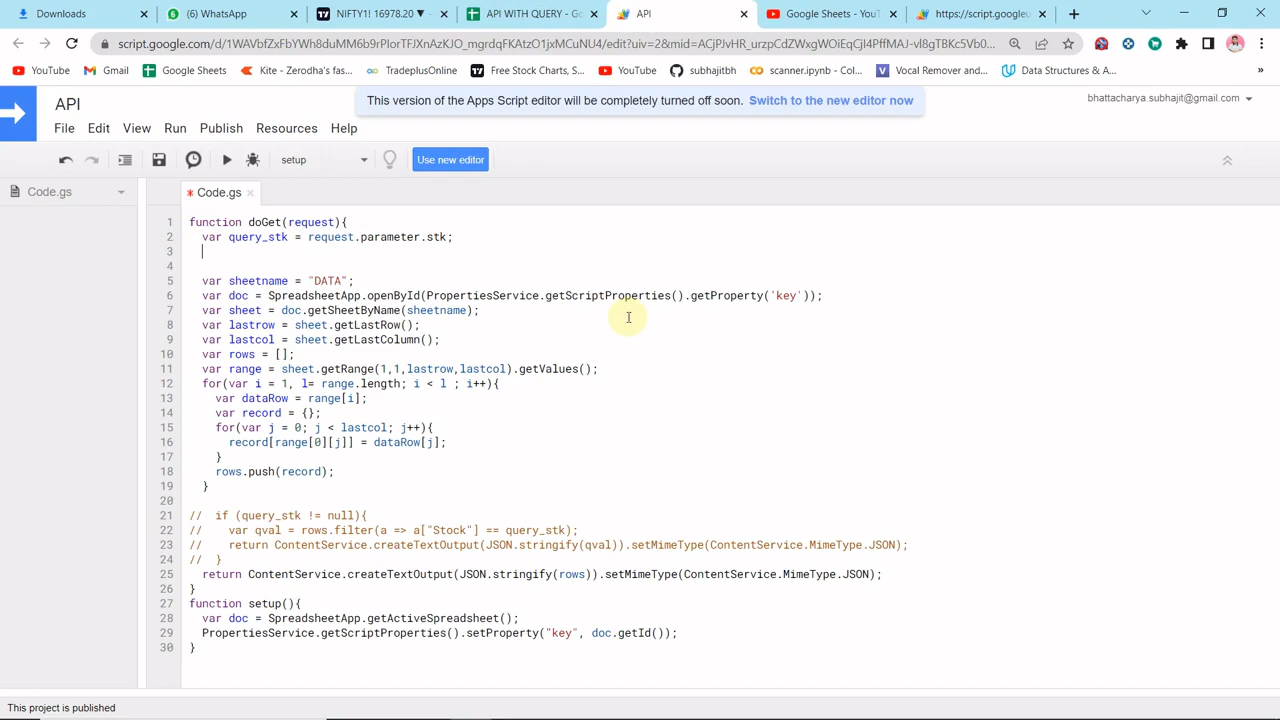 Downloads
(6) WhatsApp
NIFTY1! 16978.20 ▼
API WITH QUERY - Go
API
Google Sheets - YouT
https://script.googleu
script.google.com/d/
YouTube
Gmail
Google Sheets
Kite - Zerodha's fas...
TradeplusOnline
Free Stock Charts, S...
YouTube
subhajitbh
scanner.ipynb - Col...
Vocal Remover and...
Data Structures & A...
»
API
This version of the Apps Script editor will be completely turned off soon. Switch to the new editor now
bhattacharya.subhajit@gmail.com
File Edit View Run Publish Resources Help
setup
Use new editor
Code.gs
* Code.gs
1 function doGet(request){
2 var query_stk = request.parameter.stk;
3
4
5 var sheetname = "DATA";
6 var doc = SpreadsheetApp.openById(PropertiesService.getScriptProperties().getProperty('key'));
7 var sheet = doc.getSheetByName(sheetname);
8 var lastrow = sheet.getLastRow();
9 var lastcol = sheet.getLastColumn();
10 var rows = [];
11 var range = sheet.getRange(1,1,lastrow,lastcol).getValues();
12 for(var i = 1, l= range.length; i < l ; i++){
13 var dataRow = range[i];
14 var record = {};
15 for(var j = 0; j < lastcol; j++){
16 record[range[0][j]] = dataRow[j];
17 }
18 rows.push(record);
19 }
20
21 // if (query_stk != null){
22 // var qval = rows.filter(a => a["Stock"] == query_stk);
23 // return ContentService.createTextOutput(JSON.stringify(qval)).setMimeType(ContentService.MimeType.JSON);
24 // }
25 return ContentService.createTextOutput(JSON.stringify(rows)).setMimeType(ContentService.MimeType.JSON);
26 }
27 function setup(){
28 var doc = SpreadsheetApp.getActiveSpreadsheet();
29 PropertiesService.getScriptProperties().setProperty("key", doc.getId());
30 }
This project is published